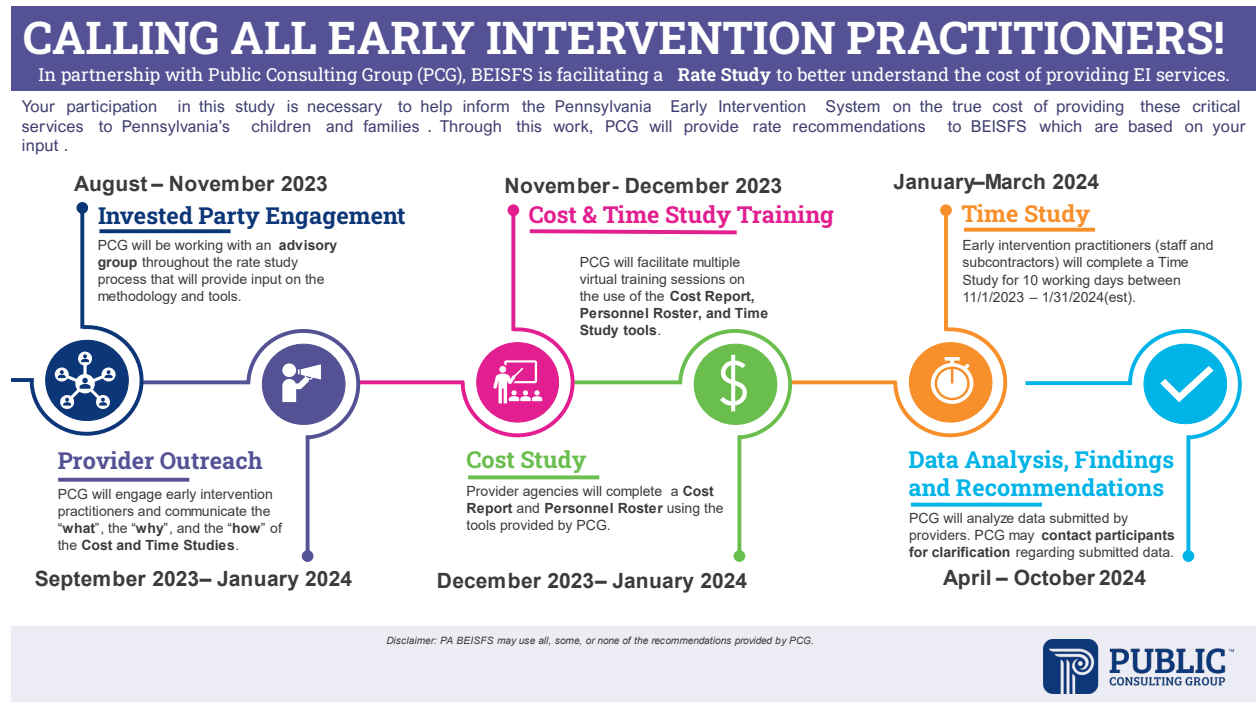 CALLING ALL EARLY INTERVENTION PRACTITIONERS!
In partnership with Public Consulting Group (PCG), BEISFS is facilitating a Rate Study to better understand the cost of providing EI services.
Your participation in this study is necessary to help inform the Pennsylvania Early Intervention System on the true cost of providing these critical
services to Pennsylvania's children and families . Through this work, PCG will provide rate recommendations to BEISFS which are based on your
input .
August – November 2023
Invested Party Engagement
PCG will be working with an advisory
group throughout the rate study
process that will provide input on the
methodology and tools.
November - December 2023
Cost & Time Study Training
PCG will facilitate multiple
virtual training sessions on
the use of the Cost Report,
Personnel Roster, and Time
Study tools.
January–March 2024
Time Study
Early intervention practitioners (staff and
subcontractors) will complete a Time
Study for 10 working days between
11/1/2023 – 1/31/2024(est).
Provider Outreach
PCG will engage early intervention
practitioners and communicate the
“what”, the “why”, and the “how” of
the Cost and Time Studies.
September 2023– January 2024
Cost Study
Provider agencies will complete a Cost
Report and Personnel Roster using the
tools provided by PCG.
December 2023– January 2024
Data Analysis, Findings
and Recommendations
PCG will analyze data submitted by
providers. PCG may contact participants
for clarification regarding submitted data.
April – October 2024
Disclaimer: PA BEISFS may use all, some, or none of the recommendations provided by PCG.
PUBLIC™
CONSULTING GROUP